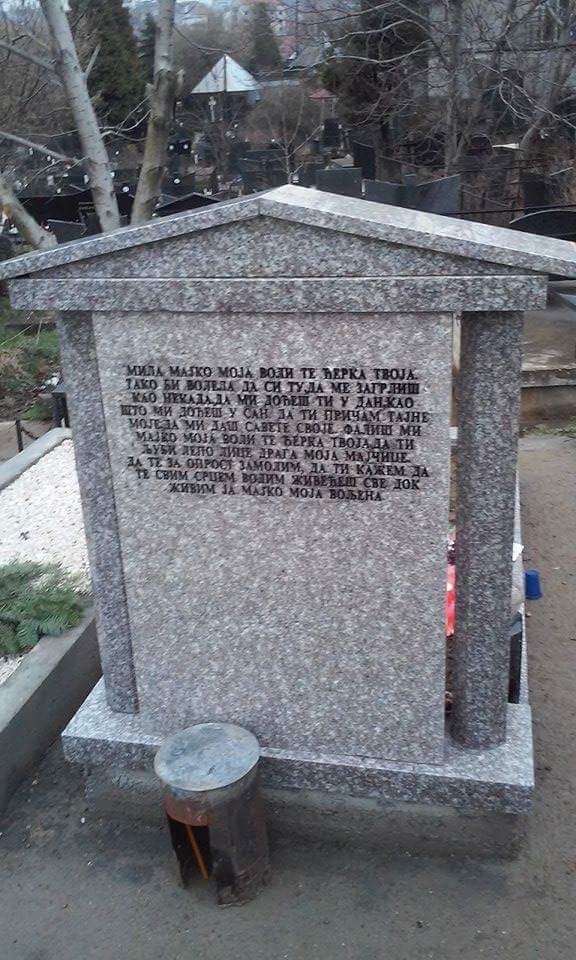 МИЛА МАЈКО МОЈА ВОЛИ ТЕ ЋЕРКА ТВОЈА.
ТАКО БИ ВОЛЕЛА ДА СИ ТУ,ДА МЕ ЗАГРЛИШ
КАО НЕКАДА,ДА МИ ДОЂЕШ ТИ У ДАН,КАО
ШТО МИ ДОЂЕШ У САН. ДА ТИ ПРИЧАМ ТАЈНЕ
МОЈЕ,ДА МИ ДАШ САВЕТЕ СВОЈЕ. ФАЛИШ МИ
МАЈКО МОЈА ВОЛИ ТЕ ЋЕРКА ТВОЈА,ДА ТИ
ЉУБИ ЛЕПО ЛИЦЕ ДРАГА МОЈА МАЈЧИЦЕ.
ДА ТЕ ЗА ОПРОСТ ЗАМОЛИМ, ДА ТИ КАЖЕМ ДА
ТЕ СВИМ СРЦЕМ ВОЛИМ ЖИВЕЋЕШ СВЕ ДОК
ЖИВИМ ЈА МАЈКО МОЈА ВОЉЕНА